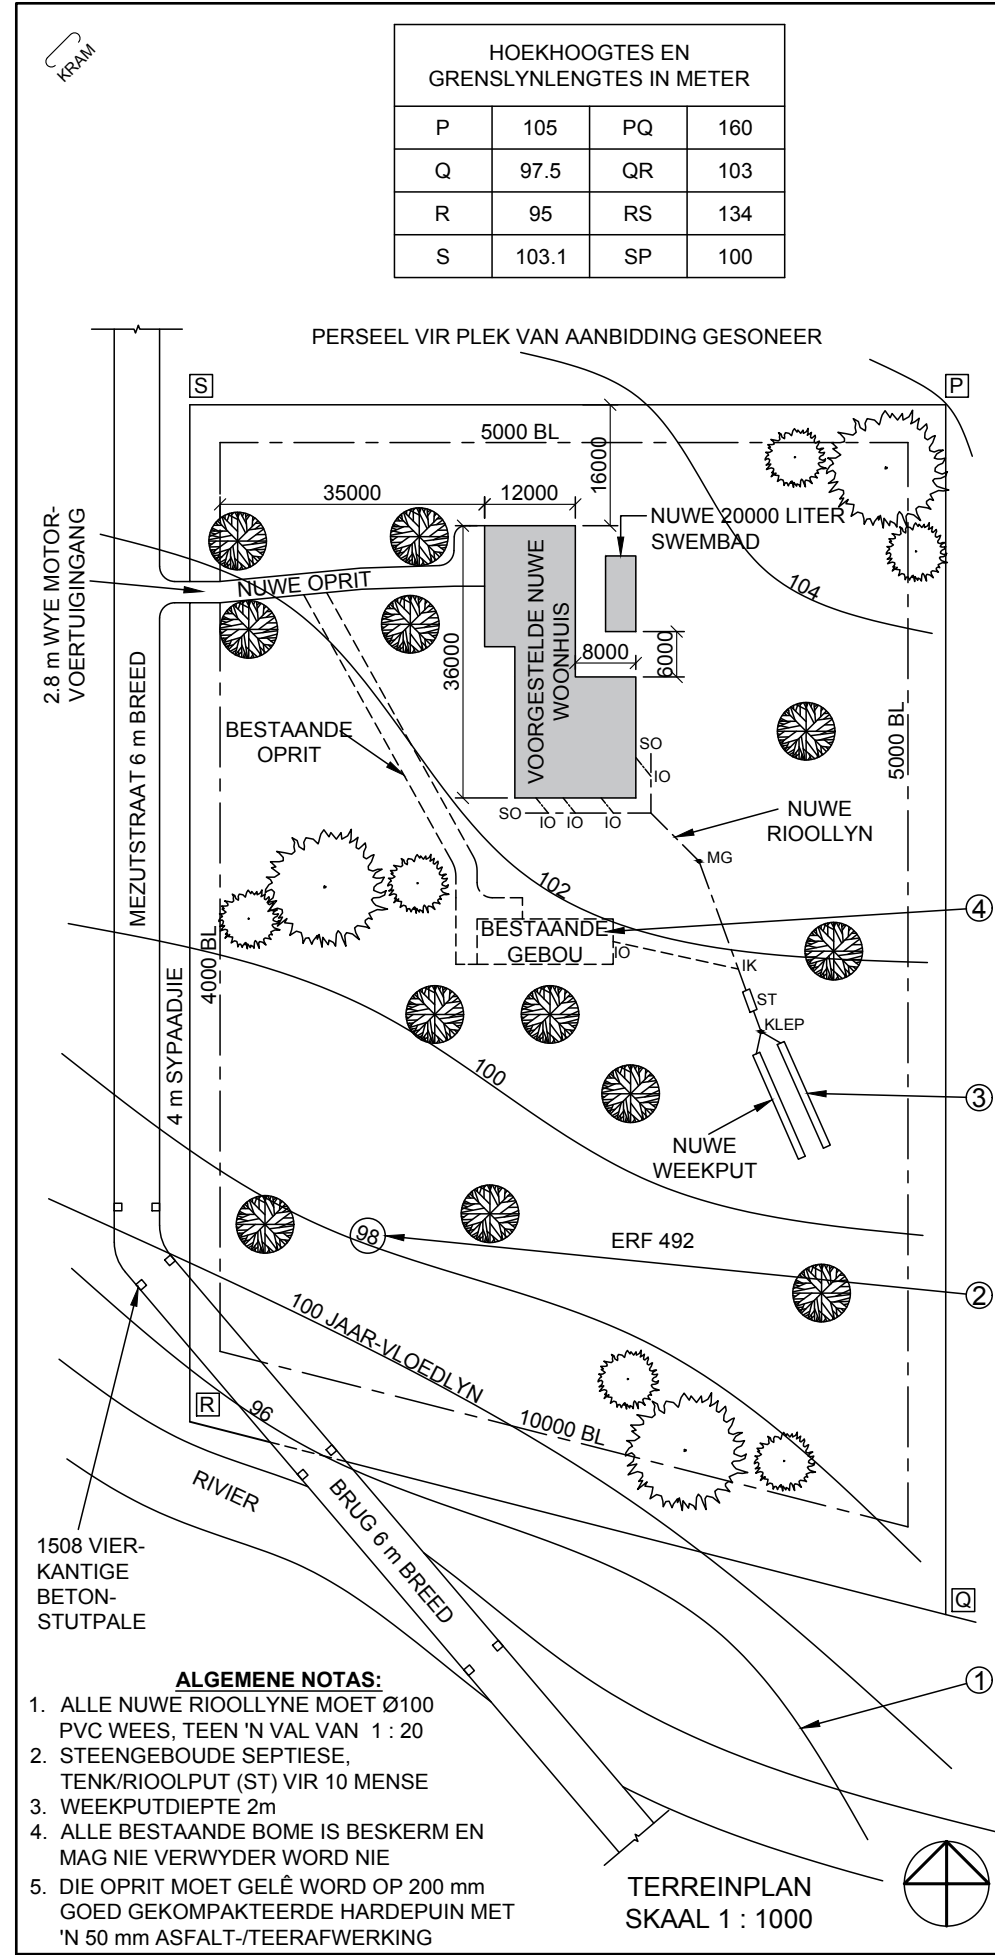 KRAM
HOEKHOOGTES EN
GRENSLYNLENGTES IN METER
P 105 PQ 160
Q 97.5 QR 103
R 95 RS 134
S 103.1 SP 100
PERSEEL VIR PLEK VAN AANBIDDING GESONEER
S
P
5000 BL
16000
35000
12000
NUWE 20000 LITER
SWEMBAD
2.8 m WYE MOTOR-
VOERTUIGINGANG
NUWE OPRIT
104
36000
VOORGESTELDE NUWE
WOONHUIS
8000
6000
MEZUTSTRAAT 6 m BREED
BESTAANDE
OPRIT
5000 BL
SO
IO
SO
IO
IO
IO
NUWE
RIOOLLYN
MG
102
4
BESTAANDE
GEBOU
IO
IK
4000 BL
ST
KLEP
4 m SYPAADJIE
100
3
NUWE
WEEKPUT
98
ERF 492
2
100 JAAR-VLOEDLYN
R
96
10000 BL
RIVIER
BRUG 6 m BREED
1508 VIER-
KANTIGE
BETON-
STUTPALE
Q
1
ALGEMENE NOTAS:
1. ALLE NUWE RIOOLLYNE MOET Ø100
PVC WEES, TEEN 'N VAL VAN 1 : 20
2. STEENGEBOUDE SEPTIESE,
TENK/RIOOLPUT (ST) VIR 10 MENSE
3. WEEKPUTDIEPTE 2m
4. ALLE BESTAANDE BOME IS BESKERM EN
MAG NIE VERWYDER WORD NIE
5. DIE OPRIT MOET GELÊ WORD OP 200 mm
GOED GEKOMPAKTEERDE HARDEPUIN MET
'N 50 mm ASFALT-/TEERAFWERKING
TERREINPLAN
SKAAL 1 : 1000